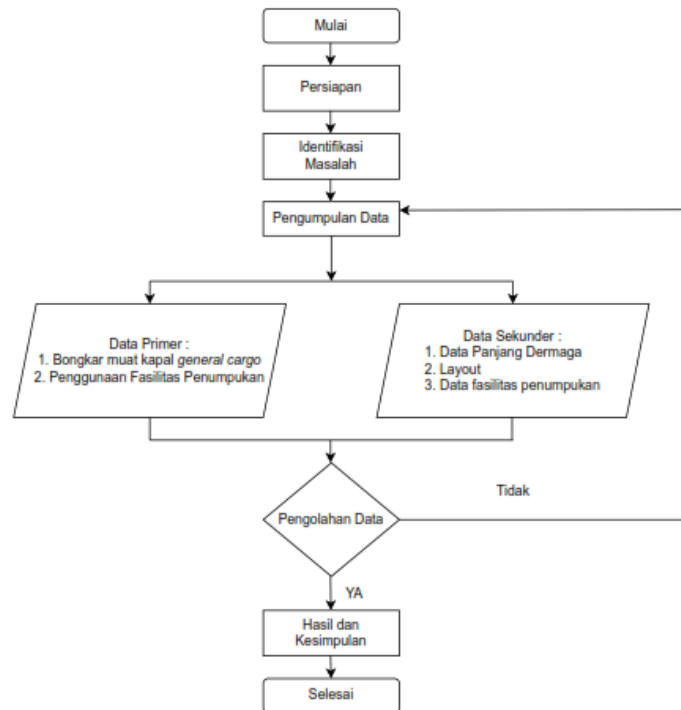 Mulai
Persiapan
Identifikasi
Masalah
Pengumpulan Data
Data Primer :
1. Bongkar muat kapal general cargo
2. Penggunaan Fasilitas Penumpukan
Data Sekunder :
1. Data Panjang Dermaga
2. Layout
3. Data fasilitas penumpukan
Pengolahan Data
Tidak
YA
Hasil dan
Kesimpulan
Selesai